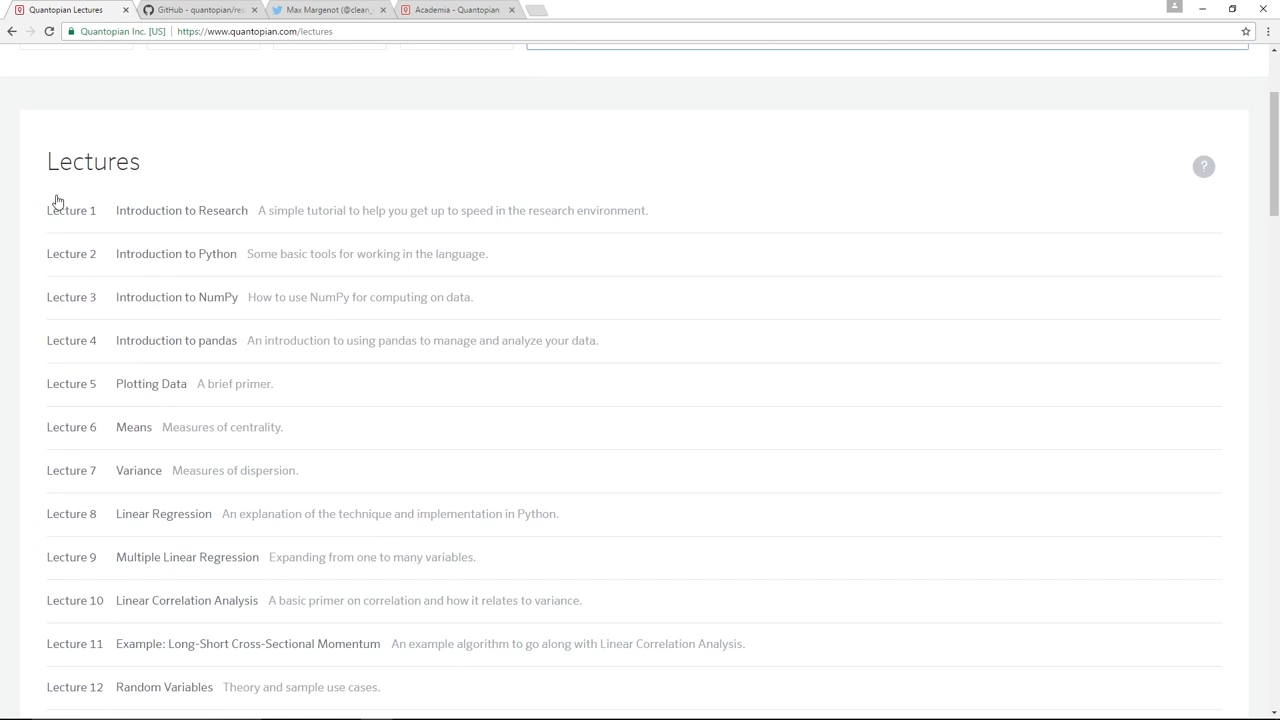 Quantopian Lectures
GitHub - quantopian/res
Max Margenot (@clean_
Academia - Quantopian
Quantopian Inc. [US]
https://www.quantopian.com/lectures
Lectures
?
Lecture 1 Introduction to Research A simple tutorial to help you get up to speed in the research environment.
Lecture 2 Introduction to Python Some basic tools for working in the language.
Lecture 3 Introduction to NumPy How to use NumPy for computing on data.
Lecture 4 Introduction to pandas An introduction to using pandas to manage and analyze your data.
Lecture 5 Plotting Data A brief primer.
Lecture 6 Means Measures of centrality.
Lecture 7 Variance Measures of dispersion.
Lecture 8 Linear Regression An explanation of the technique and implementation in Python.
Lecture 9 Multiple Linear Regression Expanding from one to many variables.
Lecture 10 Linear Correlation Analysis A basic primer on correlation and how it relates to variance.
Lecture 11 Example: Long-Short Cross-Sectional Momentum An example algorithm to go along with Linear Correlation Analysis.
Lecture 12 Random Variables Theory and sample use cases.